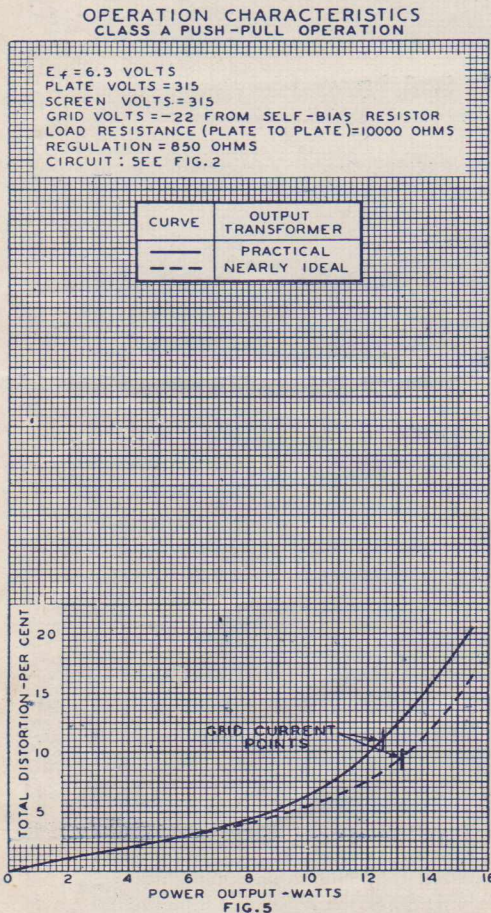 OPERATION CHARACTERISTICS
CLASS A PUSH-PULL OPERATION
Ef = 6.3 VOLTS
PLATE VOLTS = 315
SCREEN VOLTS = 315
GRID VOLTS = -22 FROM SELF-BIAS RESISTOR
LOAD RESISTANCE (PLATE TO PLATE) = 10000 OHMS
REGULATION = 850 OHMS
CIRCUIT : SEE FIG.2
CURVE OUTPUT TRANSFORMER
PRACTICAL
NEARLY IDEAL
TOTAL DISTORTION-PER CENT
20
15
10
5
GRID CURRENT
POINTS
0 2 4 6 8 10 12 14 16
POWER OUTPUT-WATTS
FIG.5